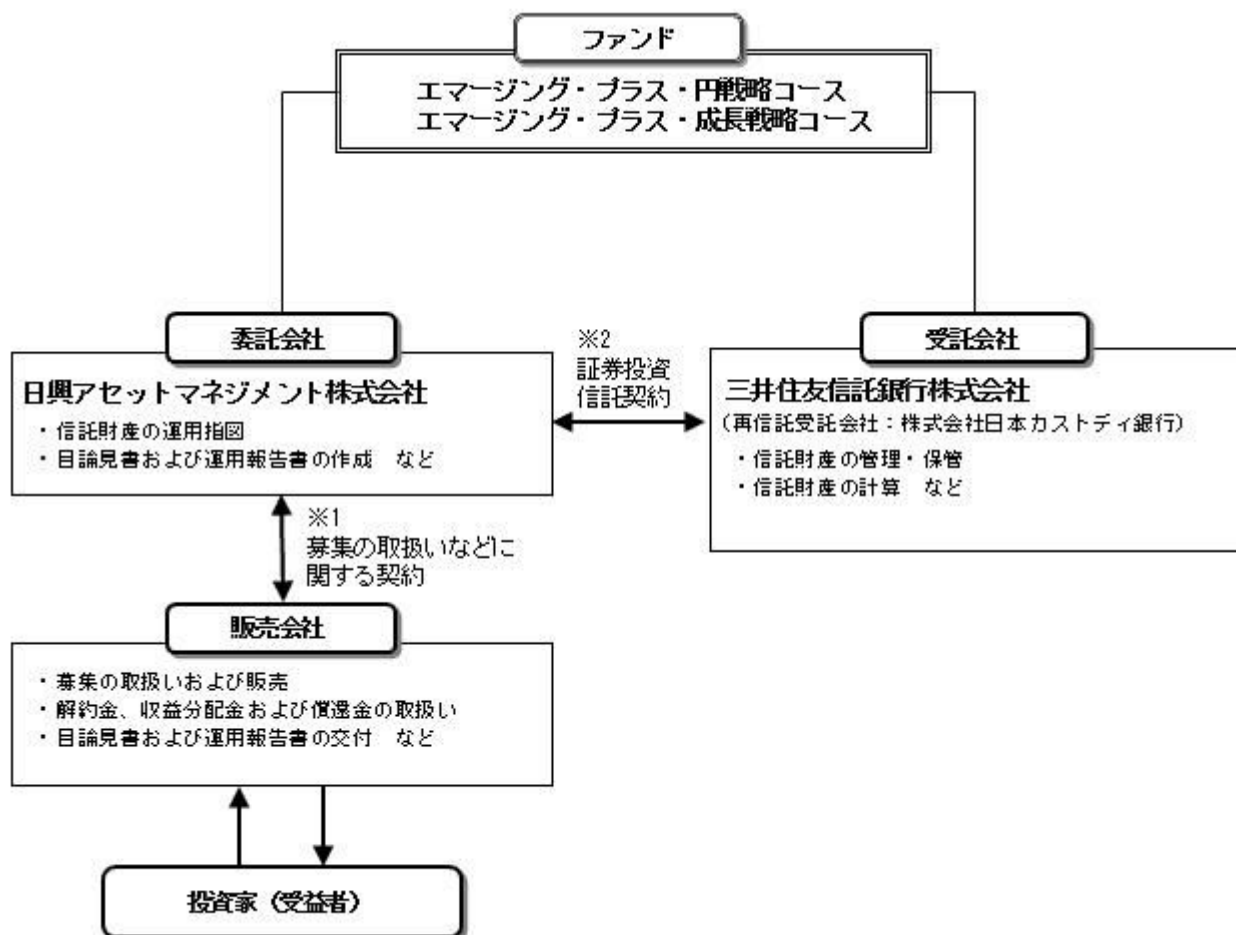 ファンド
エマージング・プラス・円戦略コース
エマージング・プラス・成長戦略コース
委託会社
日興アセットマネジメント株式会社
・信託財産の運用指図
・目論見書および運用報告書の作成　など
※2
証券投資
信託契約
受託会社
三井住友信託銀行株式会社
(再信託受託会社：株式会社日本カストディ銀行)
・信託財産の管理・保管
・信託財産の計算　など
※1
募集の取扱いなどに
関する契約
販売会社
・募集の取扱いおよび販売
・解約金、収益分配金および償還金の取扱い
・目論見書および運用報告書の交付　など
投資家（受益者）